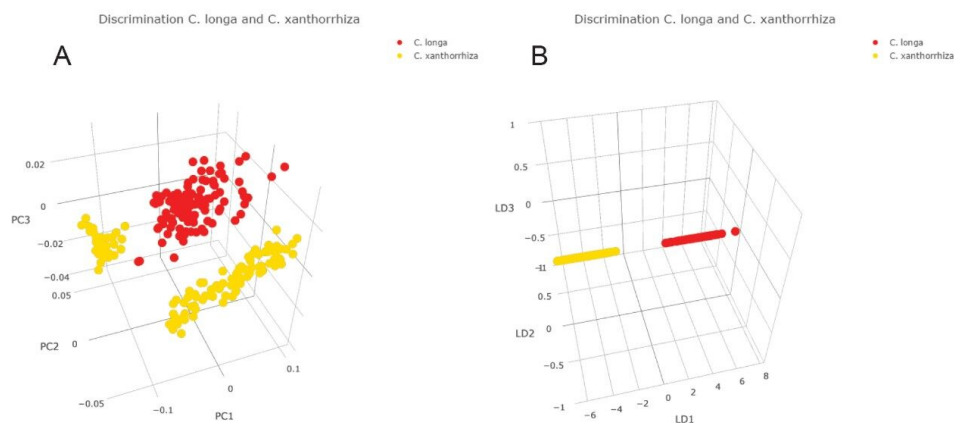 Discrimination C. longa and C. xanthorrhiza
A
C. longa
C. xanthorrhiza
0.02
0
PC3
−0.02
−0.04
0.05
PC2
0
−0.05
−0.1
PC1
0
0.1
Discrimination C. longa and C. xanthorrhiza
B
C. longa
C. xanthorrhiza
1
0.5
0
LD3
−0.5
−1
1
0.5
LD2
0
−0.5
−1
−6
−4
−2
0
2
4
6
8
LD1